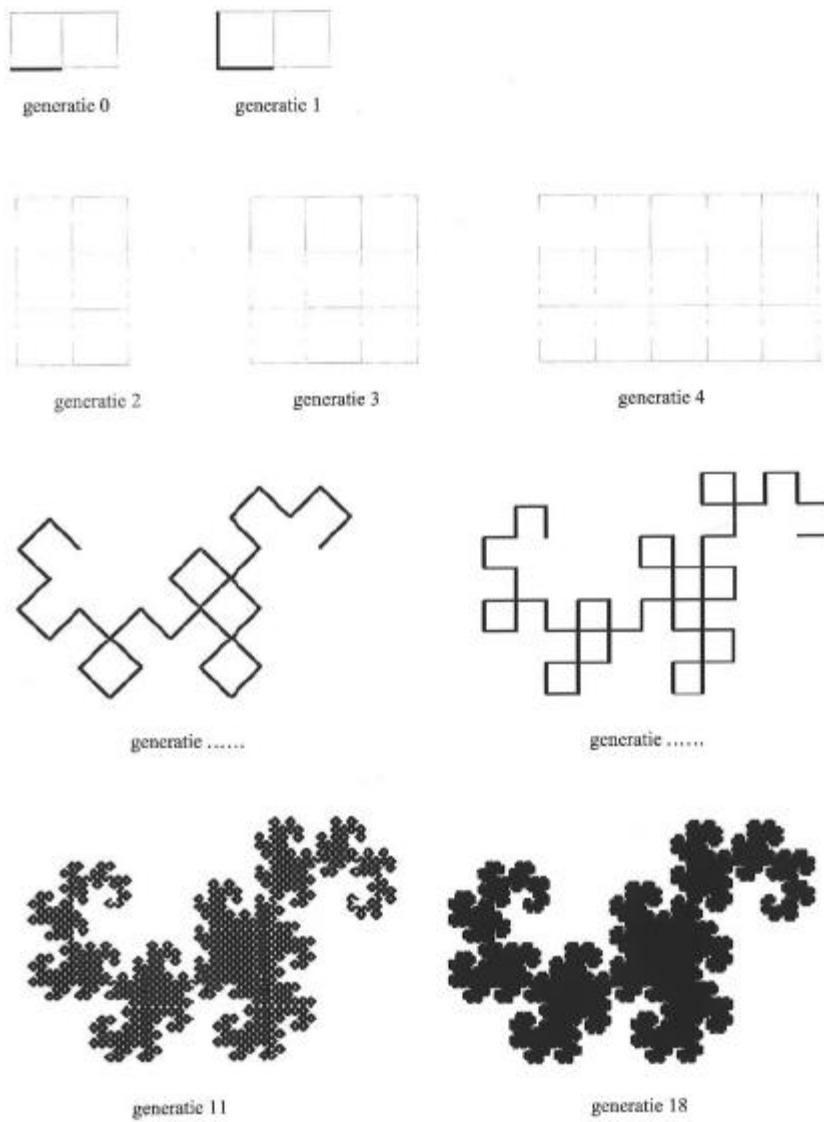 generatie 0
generatie 1
generatie 2
generatie 3
generatie 4
generatie ......
generatie ......
generatie 11
generatie 18